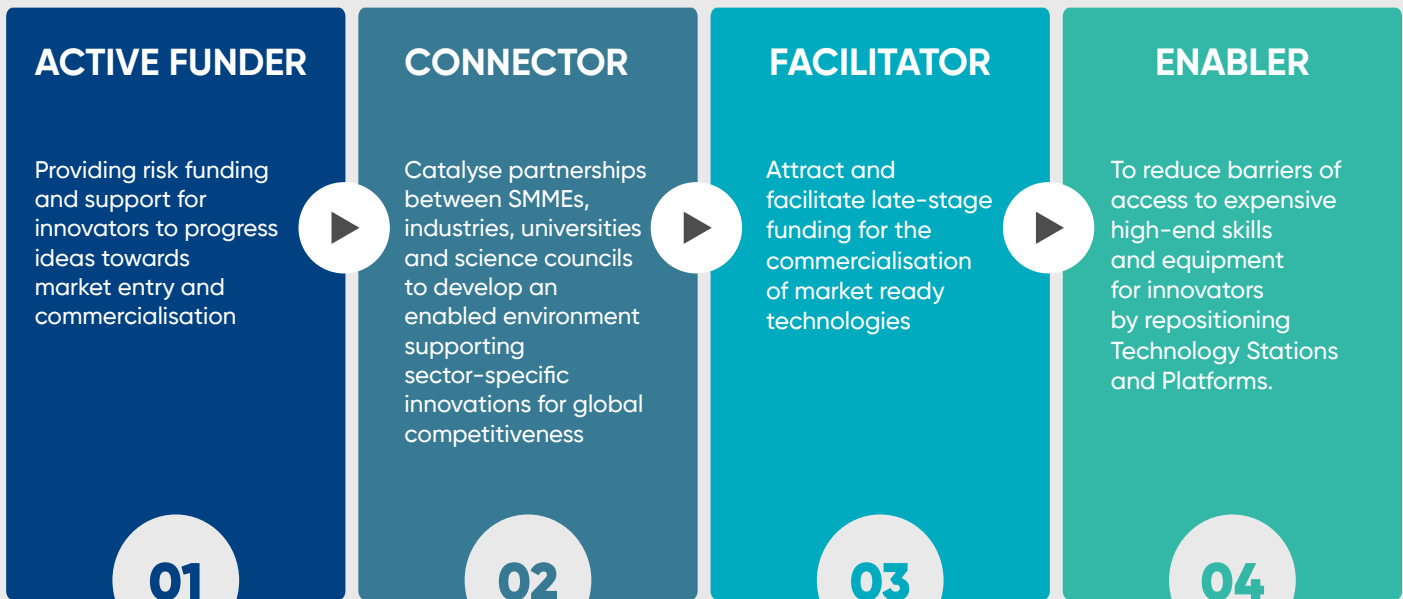 ACTIVE FUNDER
Providing risk funding
and support for
innovators to progress
ideas towards
market entry and
commercialisation
01
CONNECTOR
Catalyse partnerships
between SMMEs,
industries, universities
and science councils
to develop an
enabled environment
supporting
sector-specific
innovations for global
competitiveness
02
FACILITATOR
Attract and
facilitate late-stage
funding for the
commercialisation
of market ready
technologies
03
ENABLER
To reduce barriers of
access to expensive
high-end skills
and equipment
for innovators
by repositioning
Technology Stations
and Platforms.
04